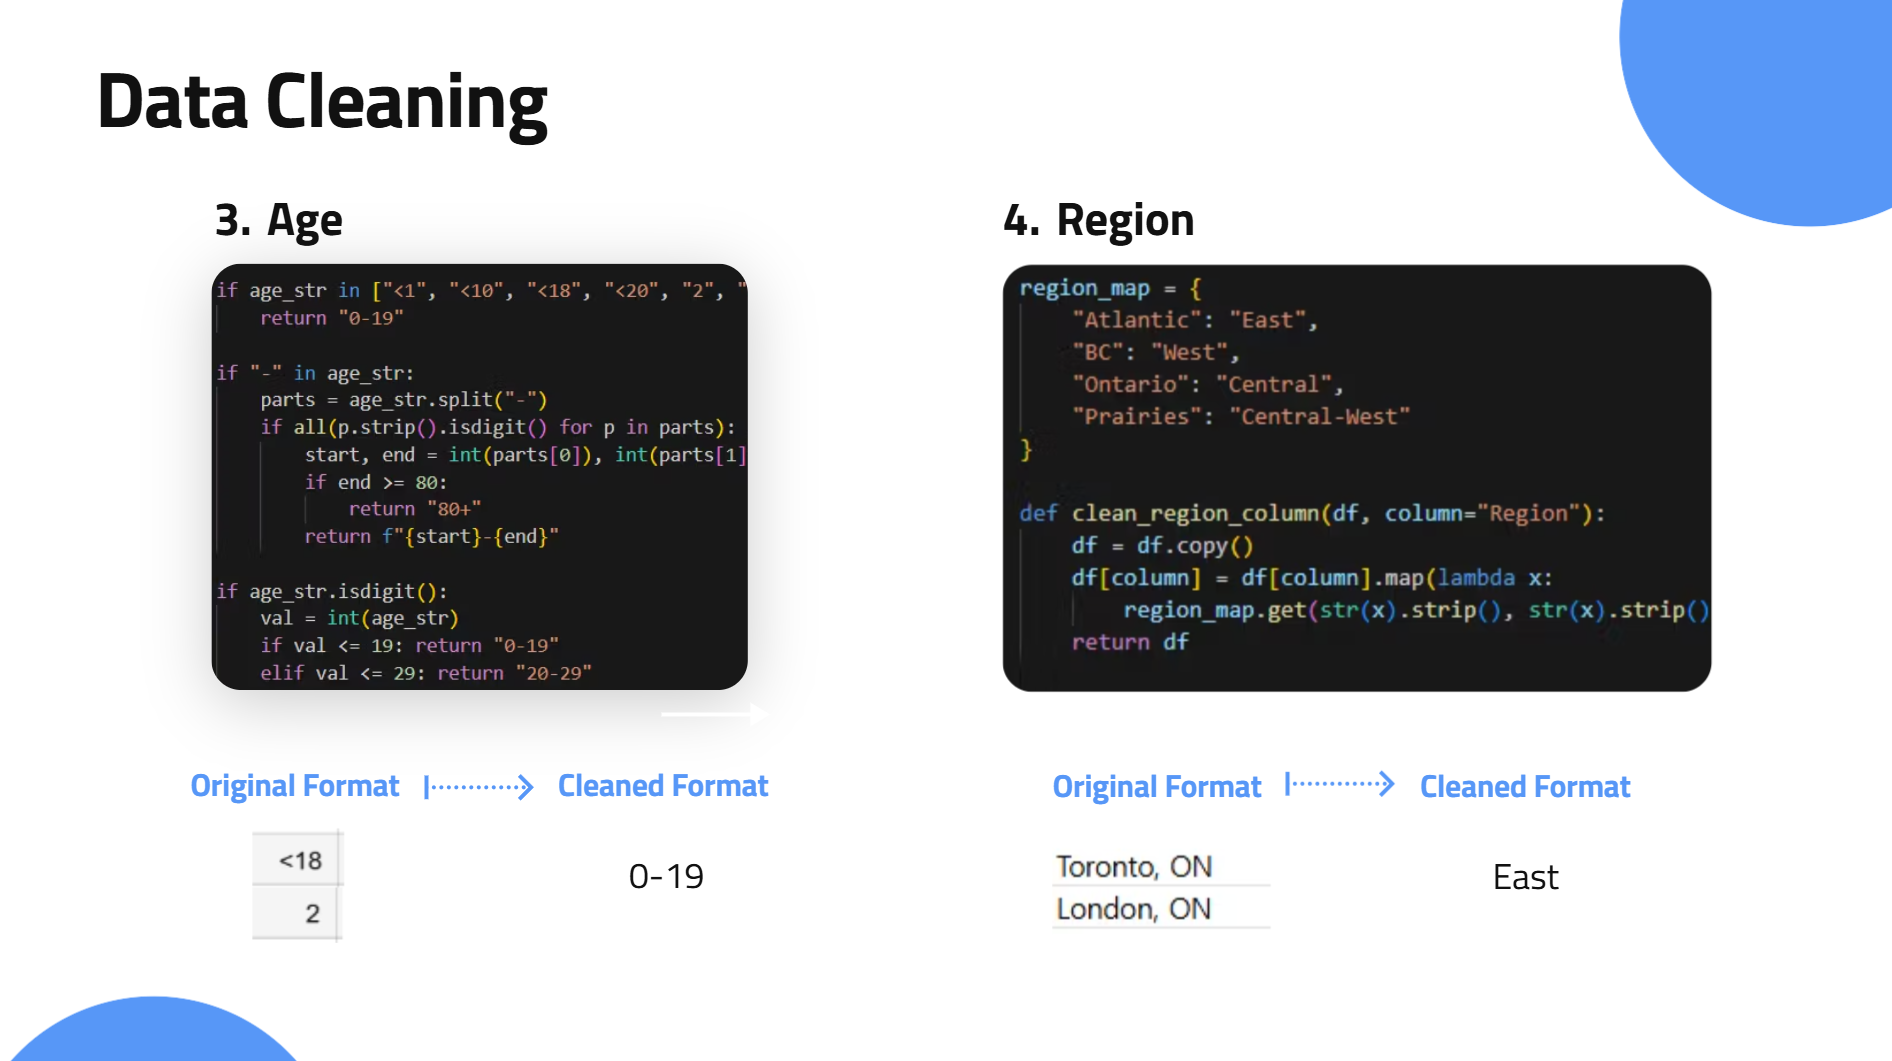 Data Cleaning
3. Age
if age_str in ["<1", "<10", "<18", "<20", "2", "
return "0-19"
if "-" in age_str:
parts = age_str.split("-")
if all(p.strip().isdigit() for p in parts):
start, end = int(parts[0]), int(parts[1]
if end >= 80:
return "80+"
return f"{start}-{end}"
if age_str.isdigit():
val = int(age_str)
if val <= 19: return "0-19"
elif val <= 29: return "20-29"
Original Format
Cleaned Format
<18
2
0-19
4. Region
region_map = {
"Atlantic": "East",
"BC": "West",
"Ontario": "Central",
"Prairies": "Central-West"
}
def clean_region_column(df, column="Region"):
df = df.copy()
df[column] = df[column].map(lambda x:
region_map.get(str(x).strip(), str(x).strip()
return df
Original Format
Cleaned Format
Toronto, ON
London, ON
East